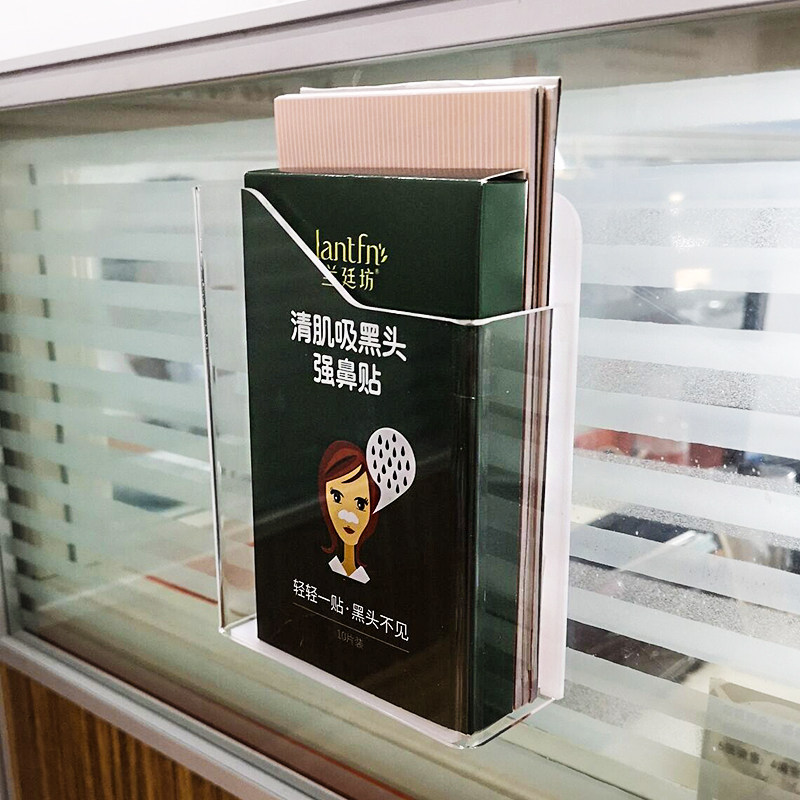 lantfn
兰廷坊®
清肌吸黑头
强鼻贴
轻轻一贴·黑头不见
10片装